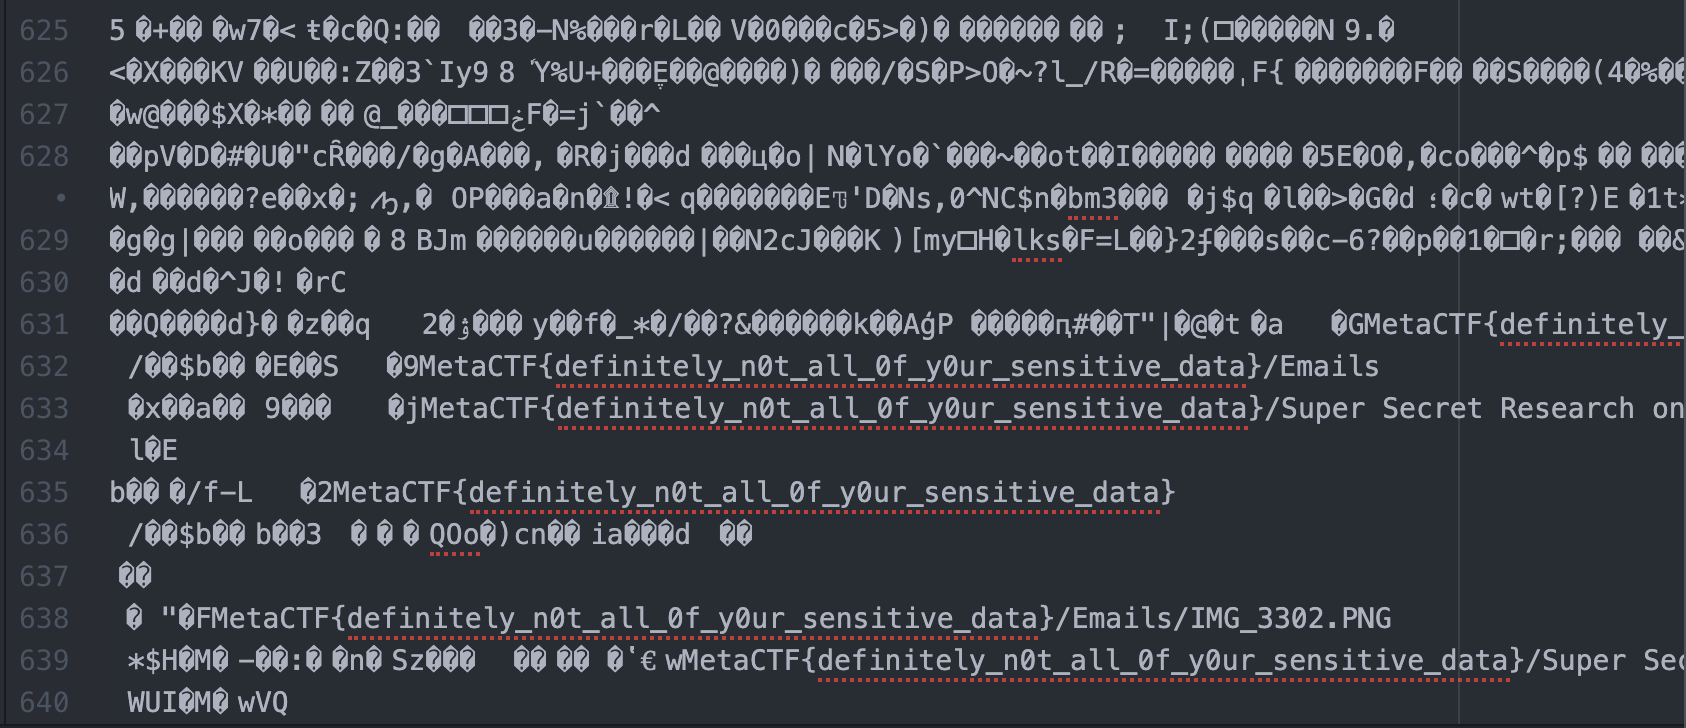 625 5 �+�� �w7�< ŧ�c�Q:�� ��3�−N%���r�L�� V�0���c�5>�)� ������ �� ; I;(□�����N 9.�
626 <�X���KV ��U��:Z��3`Iy9 8 Ύ%U+���Ḙ��@����)� ���/�S�P>O�~?l_/R�=�����ˌF{ �������F�� ��S����(4�%��
627 �w@���$X�*�� �� @_���□□□خF�=j`��^
628 ��pV�D�#�U�"cȒ���/�g�A���, �R�j���d ���ц�o| N�lYo�`���~��ot��I����� ���� �5E�O�,�co���^�p$ �� ���
• W,������?e��x�; ,� OP���a�n�!�< q�������E'D�Ns,0^NC$n�bm3��� �j$q �l��>�G�d �c� wt�[?)E �1t>
629 �g�g|��� ��o��� � 8 BJm ������u������|��N2cJ���K )[my□H�lks�F=L��}2ƒ���s��c−6?��p��1�□�r;��� ��&
630 �d ��d�^J�! �rC
631 ��Q����d}� �z��q 2����� y��f�_*�/��?&������k��AǵP �����ԥ#��T"|�@�t �a �GMetaCTF{definitely_
632 /��$b�� �E��S �9MetaCTF{definitely_n0t_all_0f_y0ur_sensitive_data}/Emails
633 �x��a�� 9��� �jMetaCTF{definitely_n0t_all_0f_y0ur_sensitive_data}/Super Secret Research on
634 l�E
635 b�� �/f−L �2MetaCTF{definitely_n0t_all_0f_y0ur_sensitive_data}
636 /��$b�� b��3 � � � QOo�)cn�� ia���d ��
637 ��
638 � "�FMetaCTF{definitely_n0t_all_0f_y0ur_sensitive_data}/Emails/IMG_3302.PNG
639 *$H�M� −��:� �n� Sz��� �� �� �‛€ wMetaCTF{definitely_n0t_all_0f_y0ur_sensitive_data}/Super Sec
640 WUI�M� wVQ